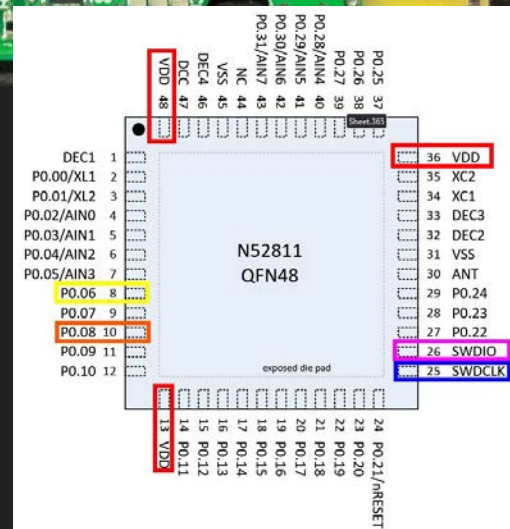 P0.25 37
P0.26 38
P0.27 39
P0.28/AIN4 40
P0.29/AIN5 41
P0.30/AIN6 42
P0.31/AIN7 43
NC 44
VSS 45
DEC4 46
DCC 47
VDD 48
Sheet.365
DEC1 1
P0.00/XL1 2
P0.01/XL2 3
P0.02/AIN0 4
P0.03/AIN1 5
P0.04/AIN2 6
P0.05/AIN3 7
P0.06 8
P0.07 9
P0.08 10
P0.09 11
P0.10 12
N52811
QFN48
exposed die pad
36 VDD
35 XC2
34 XC1
33 DEC3
32 DEC2
31 VSS
30 ANT
29 P0.24
28 P0.23
27 P0.22
26 SWDIO
25 SWDCLK
24 P0.21/nRESET
23 P0.20
22 P0.19
21 P0.18
20 P0.17
19 P0.16
18 P0.15
17 P0.14
16 P0.13
15 P0.12
14 P0.11
13 VDD